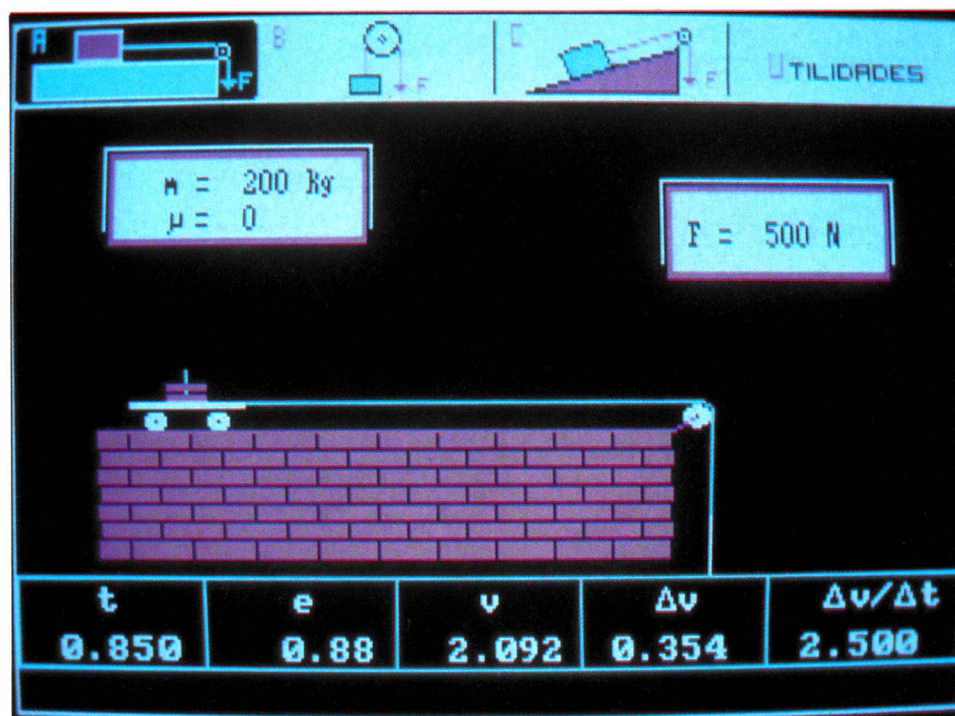 A
F
B
F
C
F
UTILIDADES
m = 200 kg
μ = 0
F = 500 N
t e v Δv Δv/Δt
0.850 0.88 2.092 0.354 2.500